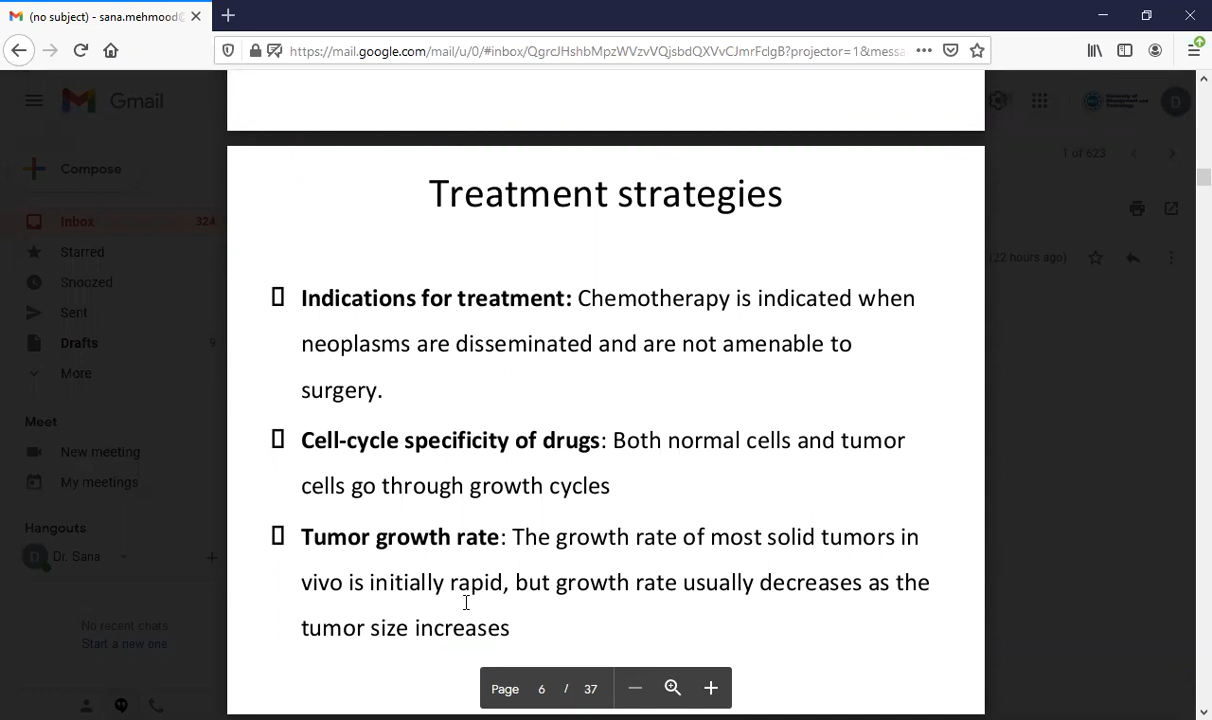 (no subject) - sana.mehmood@
https://mail.google.com/mail/u/0/#inbox/QgrcJHshbMpzWVzvVQjsbdQXVvCJmrFclgB?projector=1&messa
Gmail
Compose
1 of 623
Inbox 324
Starred
(22 hours ago)
Snoozed
Sent
Drafts 9
More
Meet
New meeting
My meetings
Hangouts
Dr. Sana
No recent chats
Start a new one
D
Treatment strategies
Indications for treatment: Chemotherapy is indicated when
neoplasms are disseminated and are not amenable to
surgery.
Cell-cycle specificity of drugs: Both normal cells and tumor
cells go through growth cycles
Tumor growth rate: The growth rate of most solid tumors in
vivo is initially rapid, but growth rate usually decreases as the
tumor size increases
Page 6 / 37